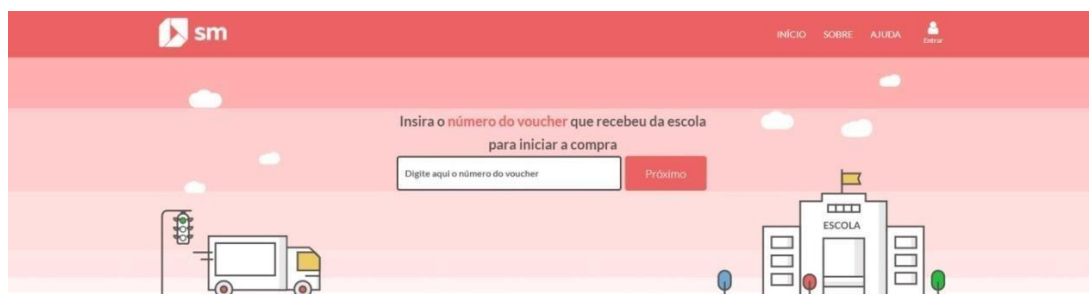 sm
INÍCIO SOBRE AJUDA Entrar
Insira o número do voucher que recebeu da escola
para iniciar a compra
Digite aqui o número do voucher Próximo
ESCOLA